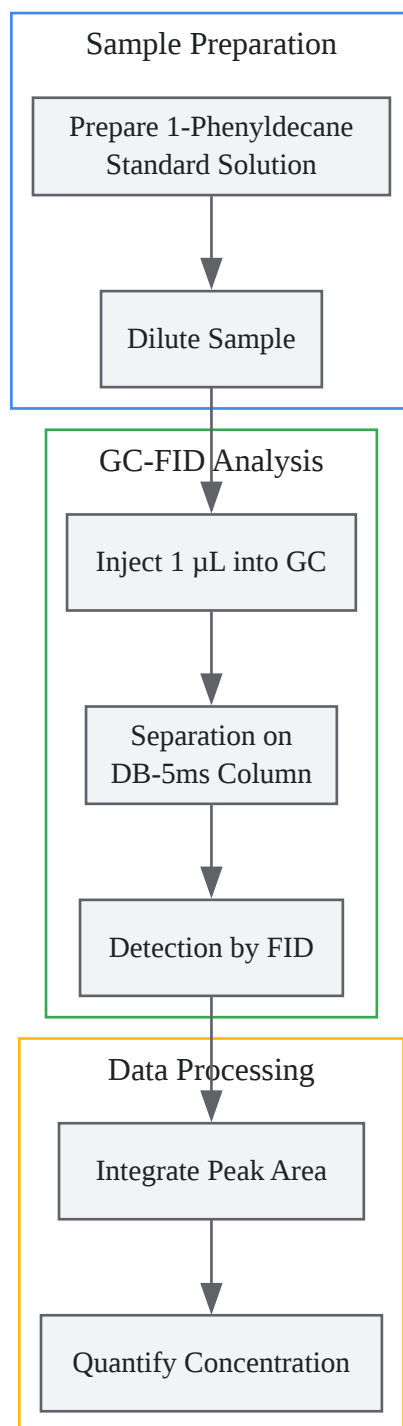 Sample Preparation
Prepare 1-Phenyldecane
Standard Solution
Dilute Sample
GC-FID Analysis
Inject 1 µL into GC
Separation on
DB-5ms Column
Detection by FID
Data Processing
Integrate Peak Area
Quantify Concentration